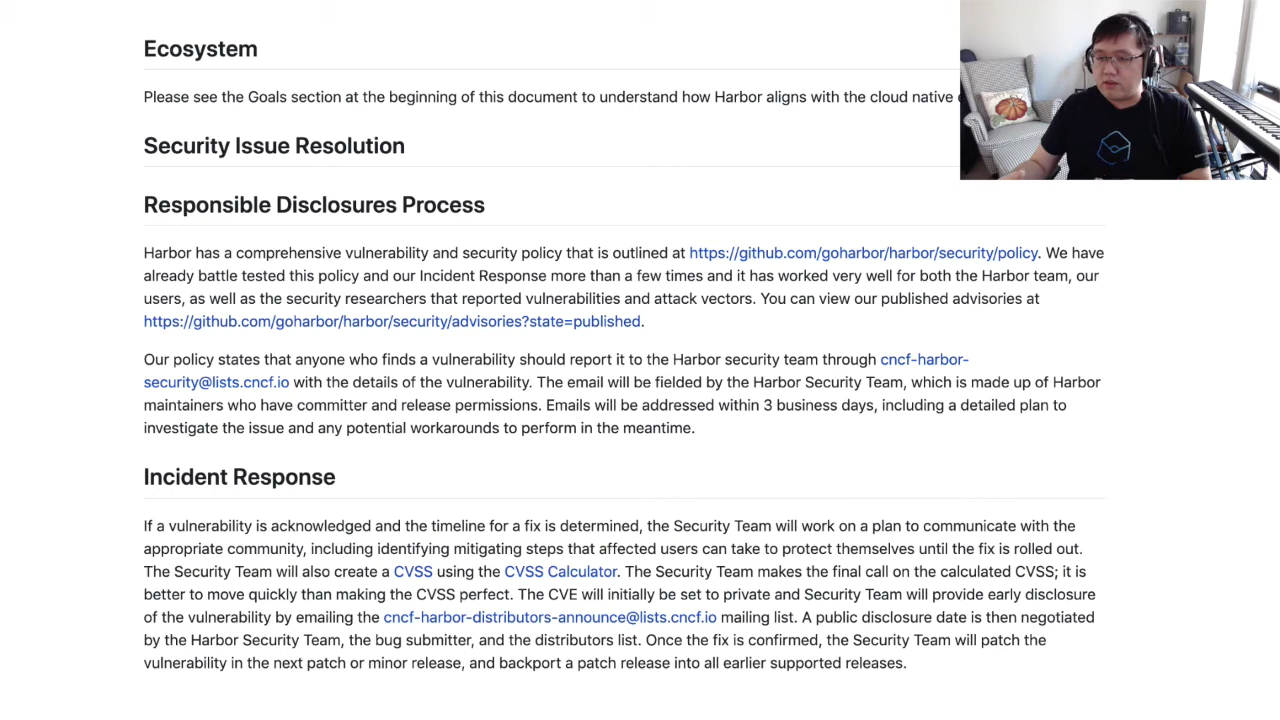 Ecosystem
Please see the Goals section at the beginning of this document to understand how Harbor aligns with the cloud native
Security Issue Resolution
Responsible Disclosures Process
Harbor has a comprehensive vulnerability and security policy that is outlined at https://github.com/goharbor/harbor/security/policy. We have
already battle tested this policy and our Incident Response more than a few times and it has worked very well for both the Harbor team, our
users, as well as the security researchers that reported vulnerabilities and attack vectors. You can view our published advisories at
https://github.com/goharbor/harbor/security/advisories?state=published.
Our policy states that anyone who finds a vulnerability should report it to the Harbor security team through cncf-harbor-
security@lists.cncf.io with the details of the vulnerability. The email will be fielded by the Harbor Security Team, which is made up of Harbor
maintainers who have committer and release permissions. Emails will be addressed within 3 business days, including a detailed plan to
investigate the issue and any potential workarounds to perform in the meantime.
Incident Response
If a vulnerability is acknowledged and the timeline for a fix is determined, the Security Team will work on a plan to communicate with the
appropriate community, including identifying mitigating steps that affected users can take to protect themselves until the fix is rolled out.
The Security Team will also create a CVSS using the CVSS Calculator. The Security Team makes the final call on the calculated CVSS; it is
better to move quickly than making the CVSS perfect. The CVE will initially be set to private and Security Team will provide early disclosure
of the vulnerability by emailing the cncf-harbor-distributors-announce@lists.cncf.io mailing list. A public disclosure date is then negotiated
by the Harbor Security Team, the bug submitter, and the distributors list. Once the fix is confirmed, the Security Team will patch the
vulnerability in the next patch or minor release, and backport a patch release into all earlier supported releases.